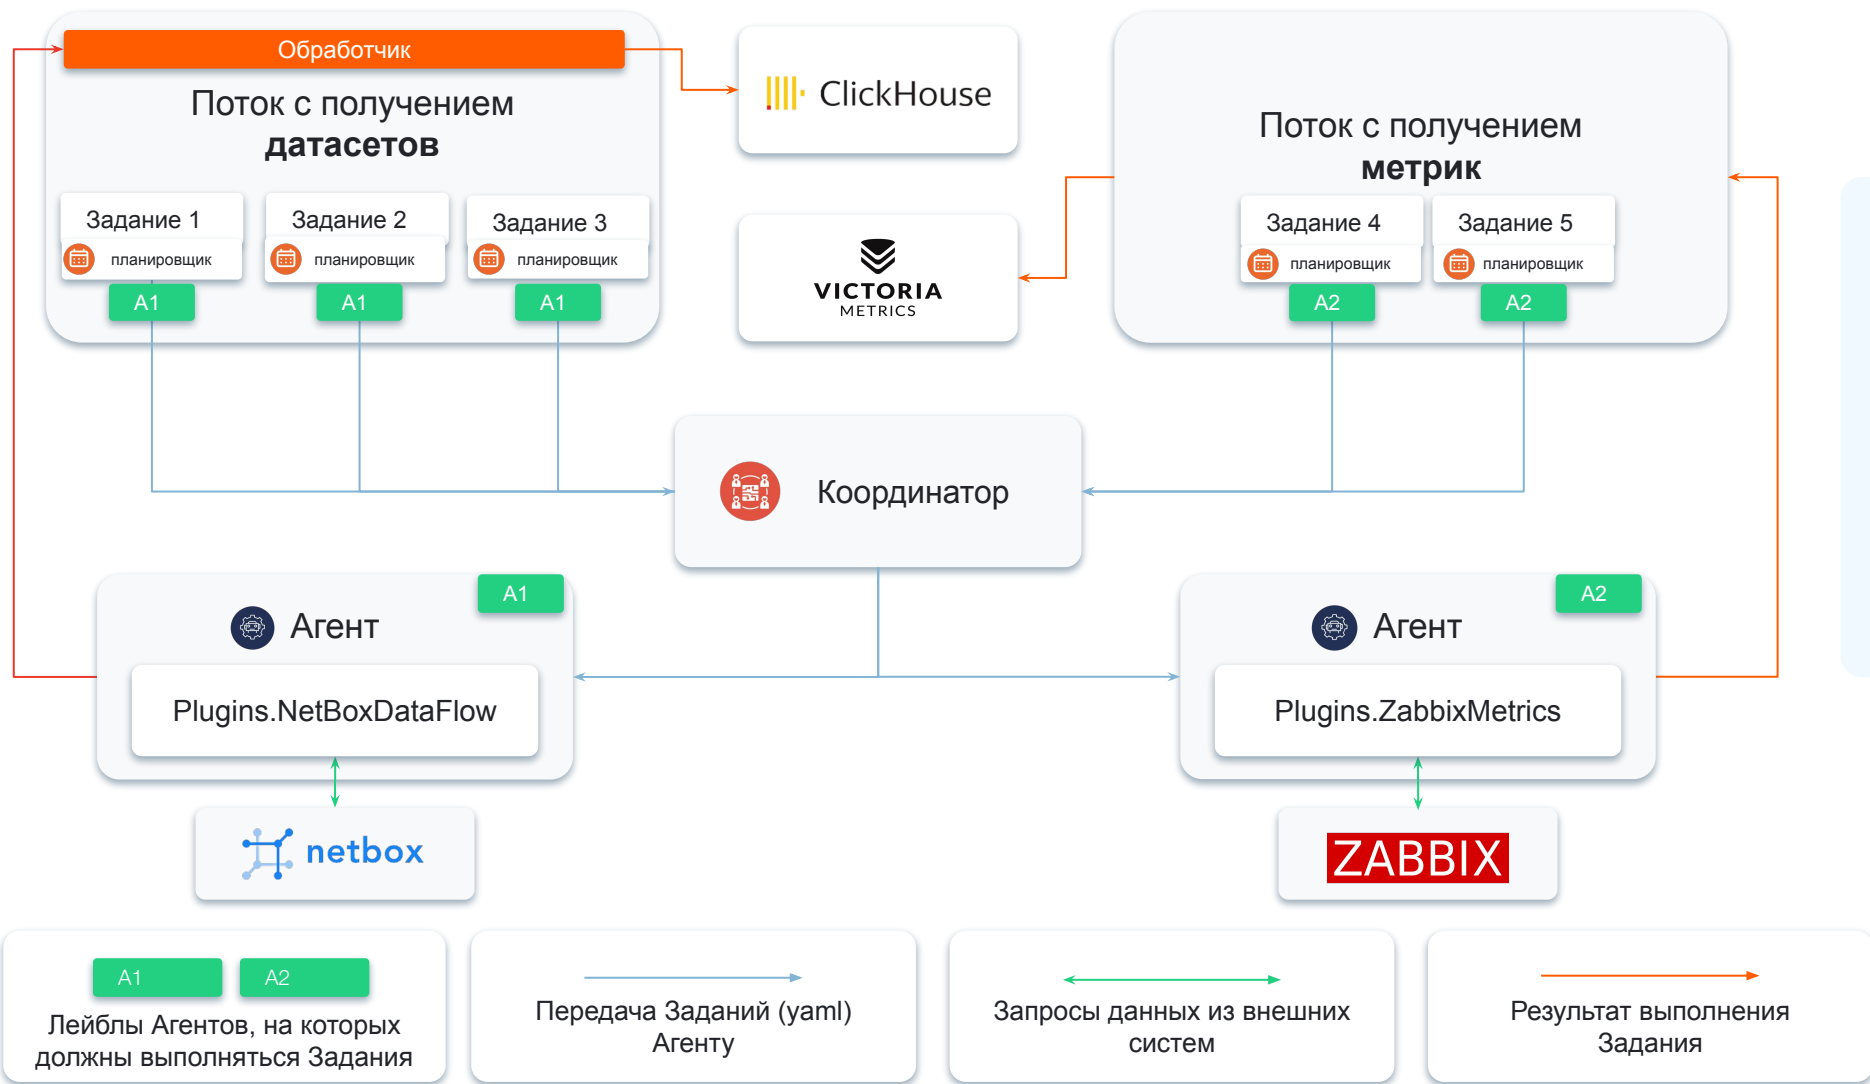 Обработчик
Поток с получением
датасетов
Задание 1
планировщик
A1
Задание 2
планировщик
A1
Задание 3
планировщик
A1
ClickHouse
VICTORIA
METRICS
Поток с получением
метрик
Задание 4
планировщик
A2
Задание 5
планировщик
A2
Координатор
A1
Агент
Plugins.NetBoxDataFlow
netbox
A2
Агент
Plugins.ZabbixMetrics
ZABBIX
A1
A2
Лейблы Агентов, на которых
должны выполняться Задания
Передача Заданий (yaml)
Агенту
Запросы данных из внешних
систем
Результат выполнения
Задания